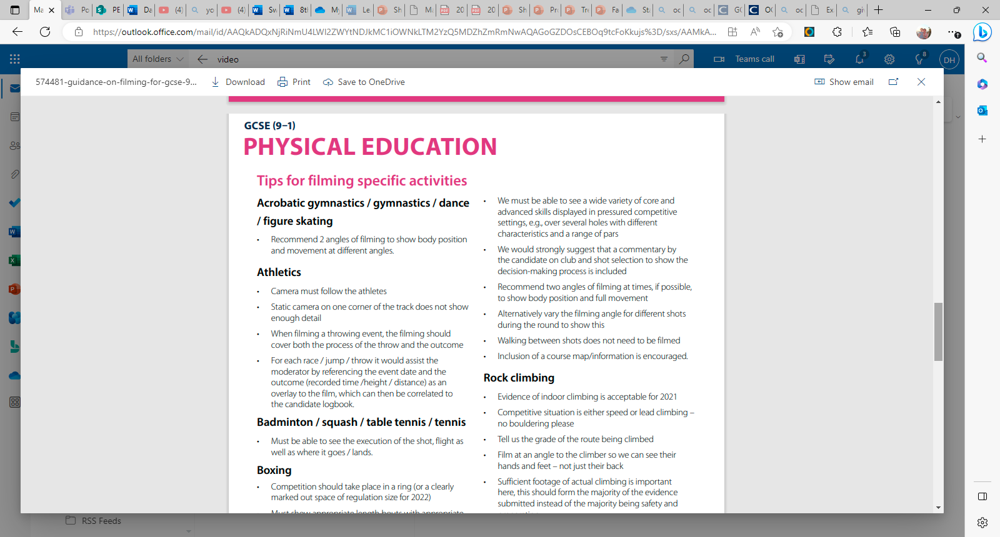 Ma
Po
PE
Da
(4)
yo
(4)
Sw
8th
My
Le
Sh
Ma
20
20
Sh
Pr
Tre
Fa
Sta
oc
oc
GC
OC
oc
Ex
giv
https://outlook.office.com/mail/id/AAQkADQxNjRiNmU4LWI2ZWYtNDJkMC1iOWNkLTM2YzQ5MDZhZmRmNwAQAGoGZDOsCEBOq9tcFoKkujs%3D/sxs/AAMkA...
All folders
video
Teams call
3
8
DH
574481-guidance-on-filming-for-gcse-9...
Download
Print
Save to OneDrive
Show email
GCSE (9–1)
PHYSICAL EDUCATION
Tips for filming specific activities
Acrobatic gymnastics / gymnastics / dance
/ figure skating
• Recommend 2 angles of filming to show body position
and movement at different angles.
Athletics
• Camera must follow the athletes
• Static camera on one corner of the track does not show
enough detail
• When filming a throwing event, the filming should
cover both the process of the throw and the outcome
• For each race / jump / throw it would assist the
moderator by referencing the event date and the
outcome (recorded time /height / distance) as an
overlay to the film, which can then be correlated to
the candidate logbook.
Badminton / squash / table tennis / tennis
• Must be able to see the execution of the shot, flight as
well as where it goes / lands.
Boxing
• Competition should take place in a ring (or a clearly
marked out space of regulation size for 2022)
Must show appropriate length bouts with appropriate
• We must be able to see a wide variety of core and
advanced skills displayed in pressured competitive
settings, e.g., over several holes with different
characteristics and a range of pars
• We would strongly suggest that a commentary by
the candidate on club and shot selection to show the
decision-making process is included
• Recommend two angles of filming at times, if possible,
to show body position and full movement
• Alternatively vary the filming angle for different shots
during the round to show this
• Walking between shots does not need to be filmed
• Inclusion of a course map/information is encouraged.
Rock climbing
• Evidence of indoor climbing is acceptable for 2021
• Competitive situation is either speed or lead climbing –
no bouldering please
• Tell us the grade of the route being climbed
• Film at an angle to the climber so we can see their
hands and feet – not just their back
• Sufficient footage of actual climbing is important
here, this should form the majority of the evidence
submitted instead of the majority being safety and
RSS Feeds